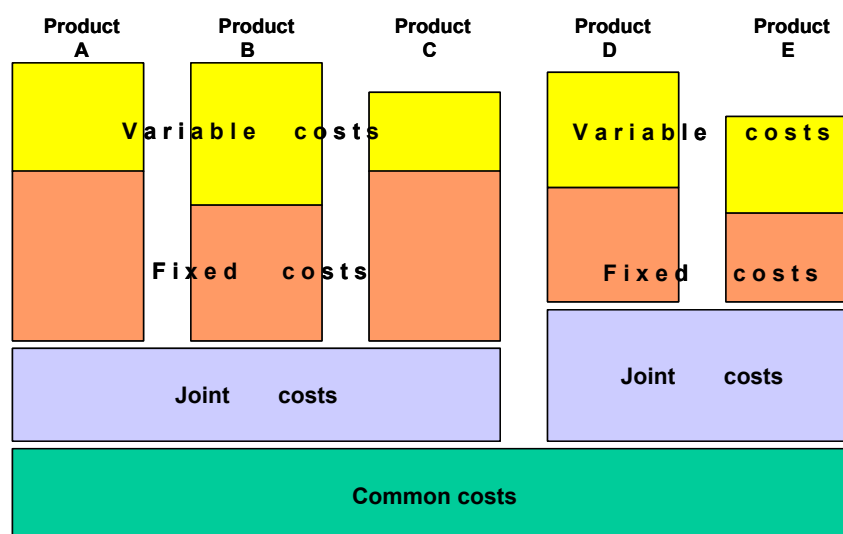 Product Product Product Product Product
A B C D E
Variable costs Variable costs
Fixed costs Fixed costs
Joint costs Joint costs
Common costs